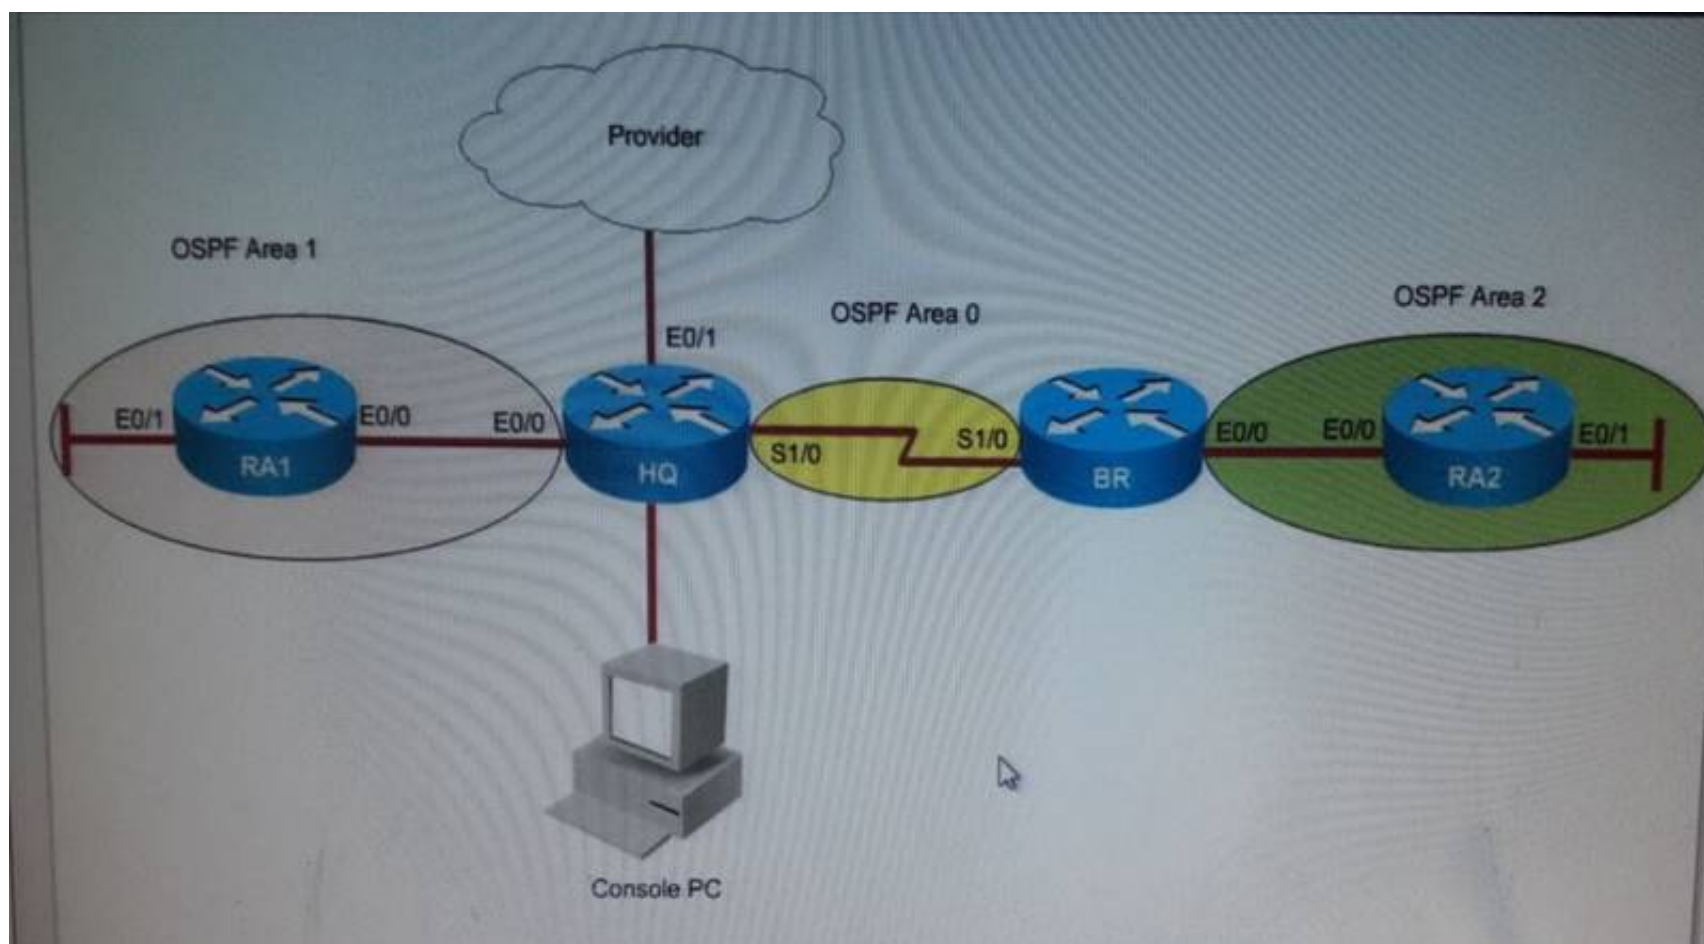 Provider
OSPF Area 1
OSPF Area 0
OSPF Area 2
E0/1
E0/1
E0/0
E0/0
S1/0
S1/0
E0/0
E0/0
E0/1
RA1
HQ
BR
RA2
Console PC